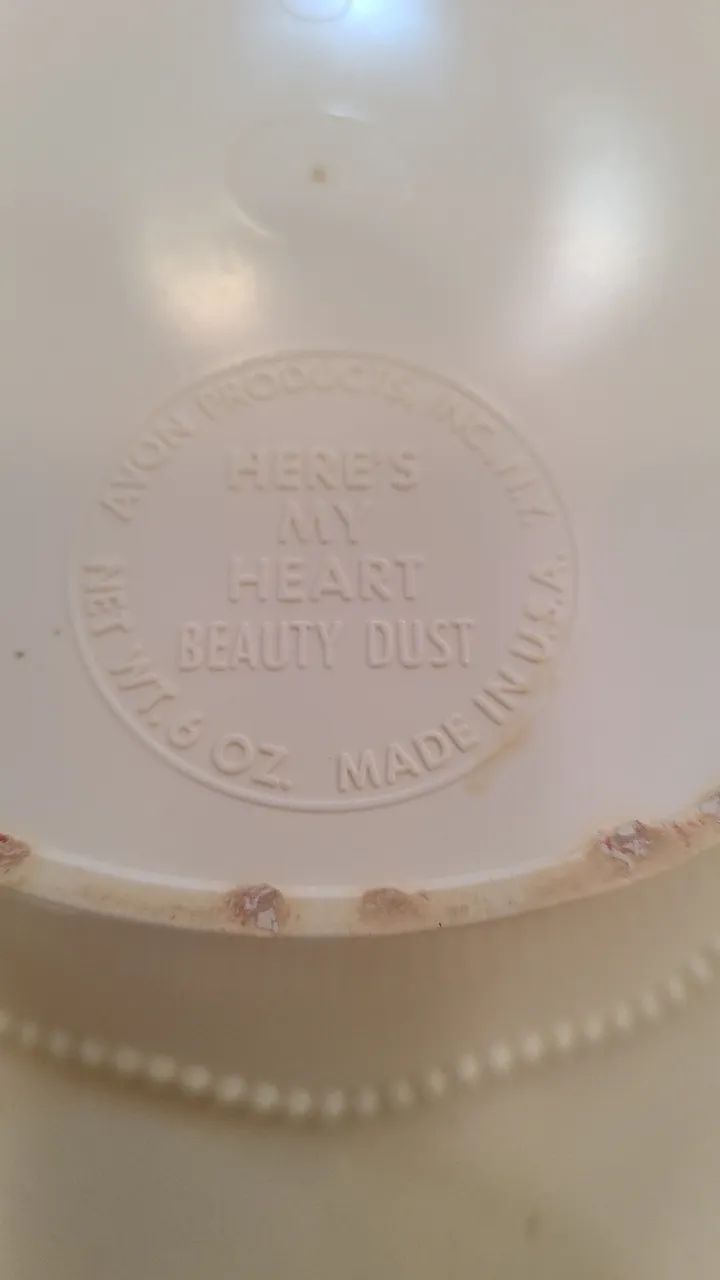 AVON PRODUCTS, INC., N.Y.
HERE'S
MY
HEART
BEAUTY DUST
NET WT. 6 OZ. MADE IN U.S.A.